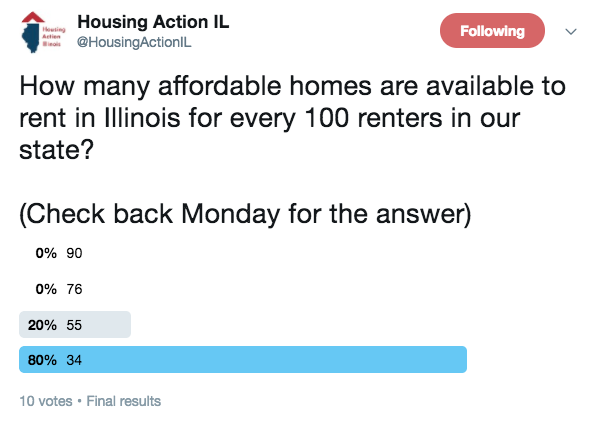 Housing Action IL
Housing
Action
Illinois
@HousingActionIL
Following
How many affordable homes are available to
rent in Illinois for every 100 renters in our
state?
(Check back Monday for the answer)
0% 90
0% 76
20% 55
80% 34
10 votes • Final results